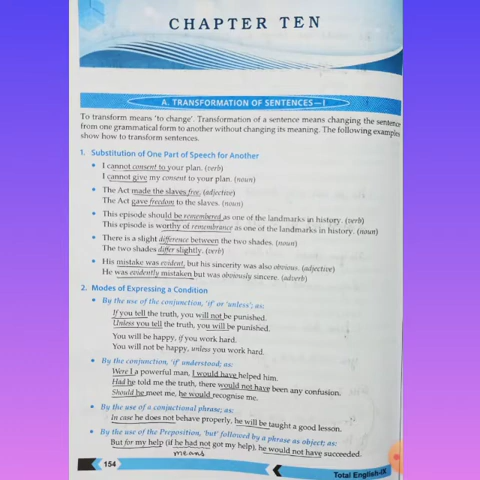 CHAPTER TEN
A. TRANSFORMATION OF SENTENCES—I
To transform means 'to change'. Transformation of a sentence means changing the sentence
from one grammatical form to another without changing its meaning. The following examples
show how to transform sentences.
1. Substitution of One Part of Speech for Another
• I cannot consent to your plan. (verb)
I cannot give my consent to your plan. (noun)
• The Act made the slaves free. (adjective)
The Act gave freedom to the slaves. (noun)
• This episode should be remembered as one of the landmarks in history. (verb)
This episode is worthy of remembrance as one of the landmarks in history. (noun)
• There is a slight difference between the two shades. (noun)
The two shades differ slightly. (verb)
• His mistake was evident, but his sincerity was also obvious. (adjective)
He was evidently mistaken but was obviously sincere. (adverb)
2. Modes of Expressing a Condition
• By the use of the conjunction, 'if' or 'unless'; as:
If you tell the truth, you will not be punished.
Unless you tell the truth, you will be punished.
You will be happy, if you work hard.
You will not be happy, unless you work hard.
• By the conjunction, 'if' understood; as:
Were I a powerful man, I would have helped him.
Had he told me the truth, there would not have been any confusion.
Should he meet me, he would recognise me.
• By the use of a conjunctional phrase; as:
In case he does not behave properly, he will be taught a good lesson.
• By the use of the Preposition, 'but' followed by a phrase as object; as:
But for my help (if he had not got my help), he would not have succeeded.
means
154
Total English-IX